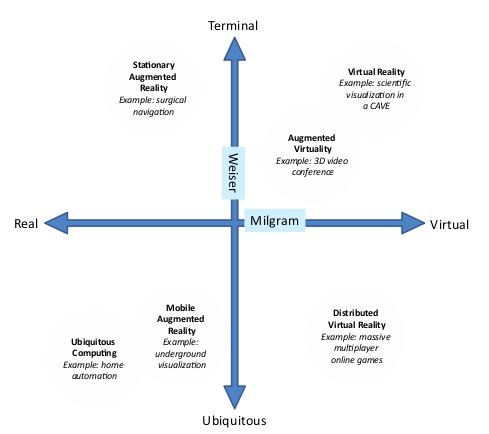 Terminal
Stationary
Augmented
Reality
Example: surgical
navigation
Virtual Reality
Example: scientific
visualization in
a CAVE
Augmented
Virtuality
Example: 3D video
conference
Weiser
Real
Milgram
Virtual
Mobile
Augmented
Reality
Example:
underground
visualization
Ubiquitous
Computing
Example: home
automation
Distributed
Virtual Reality
Example: massive
multiplayer
online games
Ubiquitous